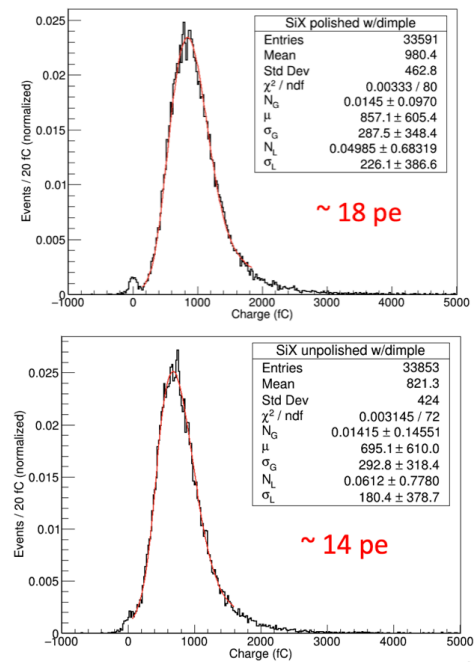 SiX polished w/dimple
Entries 33591
Mean 980.4
Std Dev 462.8
χ² / ndf 0.00333 / 80
N_G 0.0145 ± 0.0970
μ 857.1 ± 605.4
σ_G 287.5 ± 348.4
N_L 0.04985 ± 0.68319
σ_L 226.1 ± 386.6
~ 18 pe
Events / 20 fC (normalized)
0.025
0.02
0.015
0.01
0.005
0
−1000 0 1000 2000 3000 4000 5000
Charge (fC)
SiX unpolished w/dimple
Entries 33853
Mean 821.3
Std Dev 424
χ² / ndf 0.003145 / 72
N_G 0.01415 ± 0.14551
μ 695.1 ± 610.0
σ_G 292.8 ± 318.4
N_L 0.0612 ± 0.7780
σ_L 180.4 ± 378.7
~ 14 pe
Events / 20 fC (normalized)
0.025
0.02
0.015
0.01
0.005
0
−1000 0 1000 2000 3000 4000 5000
Charge (fC)